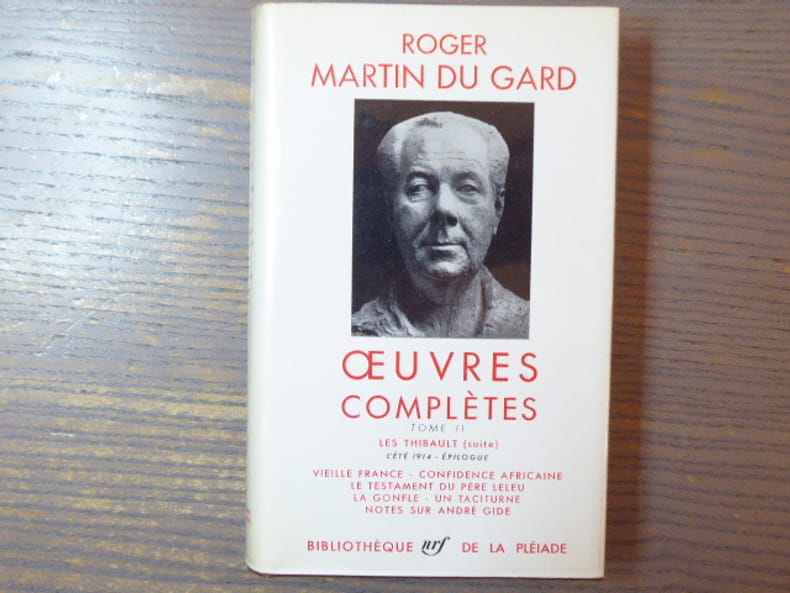 ROGER
MARTIN DU GARD
ŒUVRES
COMPLÈTES
TOME II
LES THIBAULT (suite)
L'ÉTÉ 1914 - ÉPILOGUE
VIEILLE FRANCE - CONFIDENCE AFRICAINE
LE TESTAMENT DU PÈRE LELEU
LA GONFLE - UN TACITURNE
NOTES SUR ANDRÉ GIDE
BIBLIOTHÈQUE nrf DE LA PLÉIADE